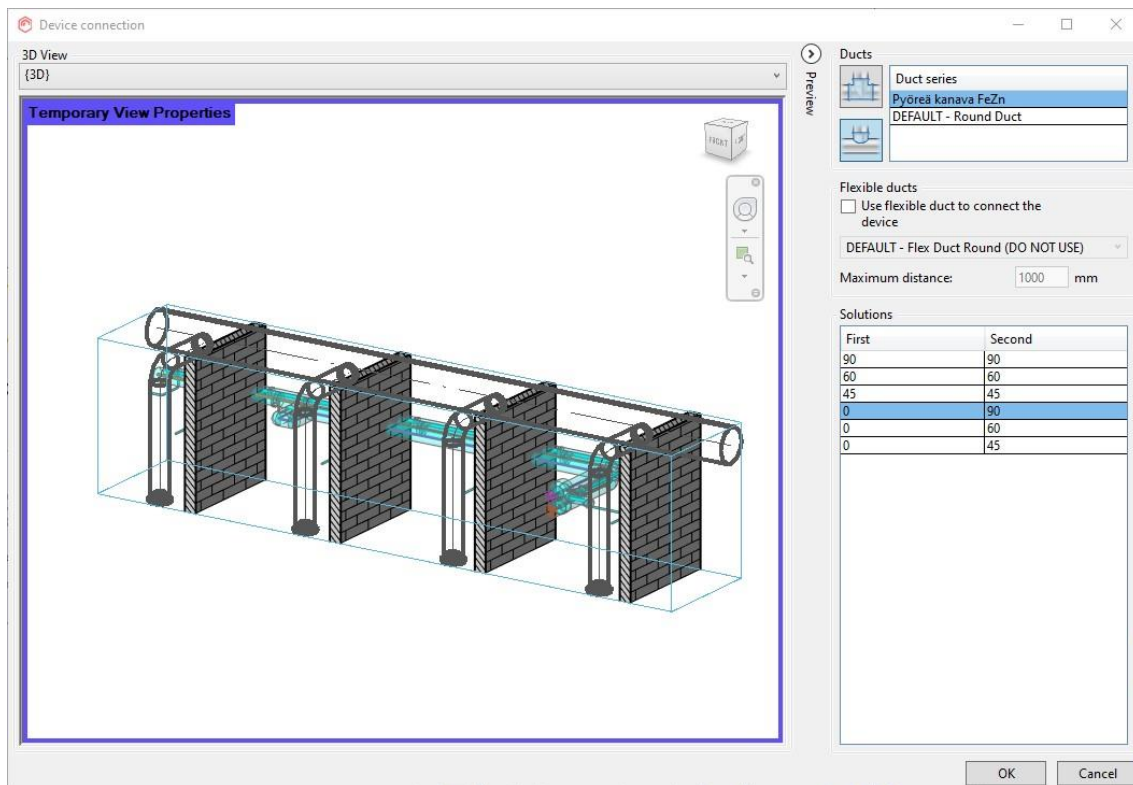 Device connection
3D View
{3D}
Temporary View Properties
RIGHT
Preview
Ducts
Duct series
Pyöreä kanava FeZn
DEFAULT - Round Duct
Flexible ducts
Use flexible duct to connect the
device
DEFAULT - Flex Duct Round (DO NOT USE)
Maximum distance: 1000 mm
Solutions
First Second
90 90
60 60
45 45
0 90
0 60
0 45
OK Cancel